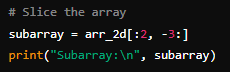 # Slice the array
subarray = arr_2d[:2, -3:]
print("Subarray:\n", subarray)